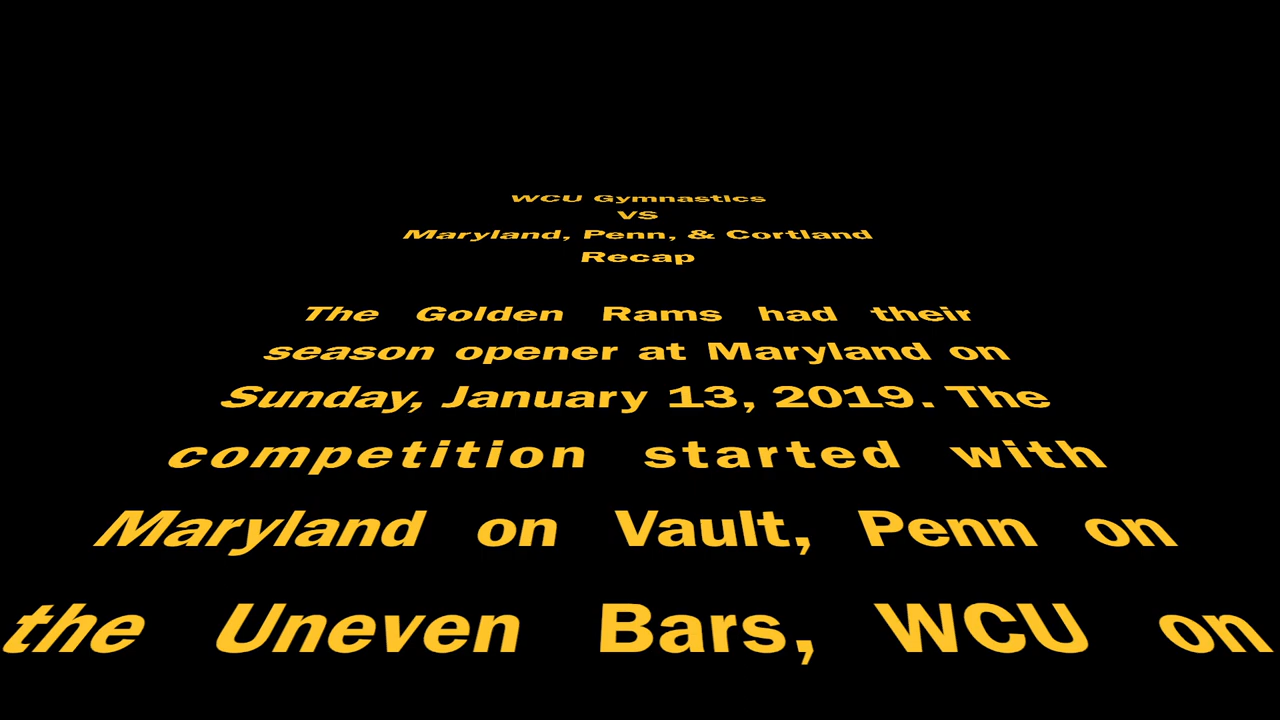 WCU Gymnastics
VS
Maryland, Penn, & Cortland
Recap
The Golden Rams had their
season opener at Maryland on
Sunday, January 13, 2019. The
competition started with
Maryland on Vault, Penn on
the Uneven Bars, WCU on